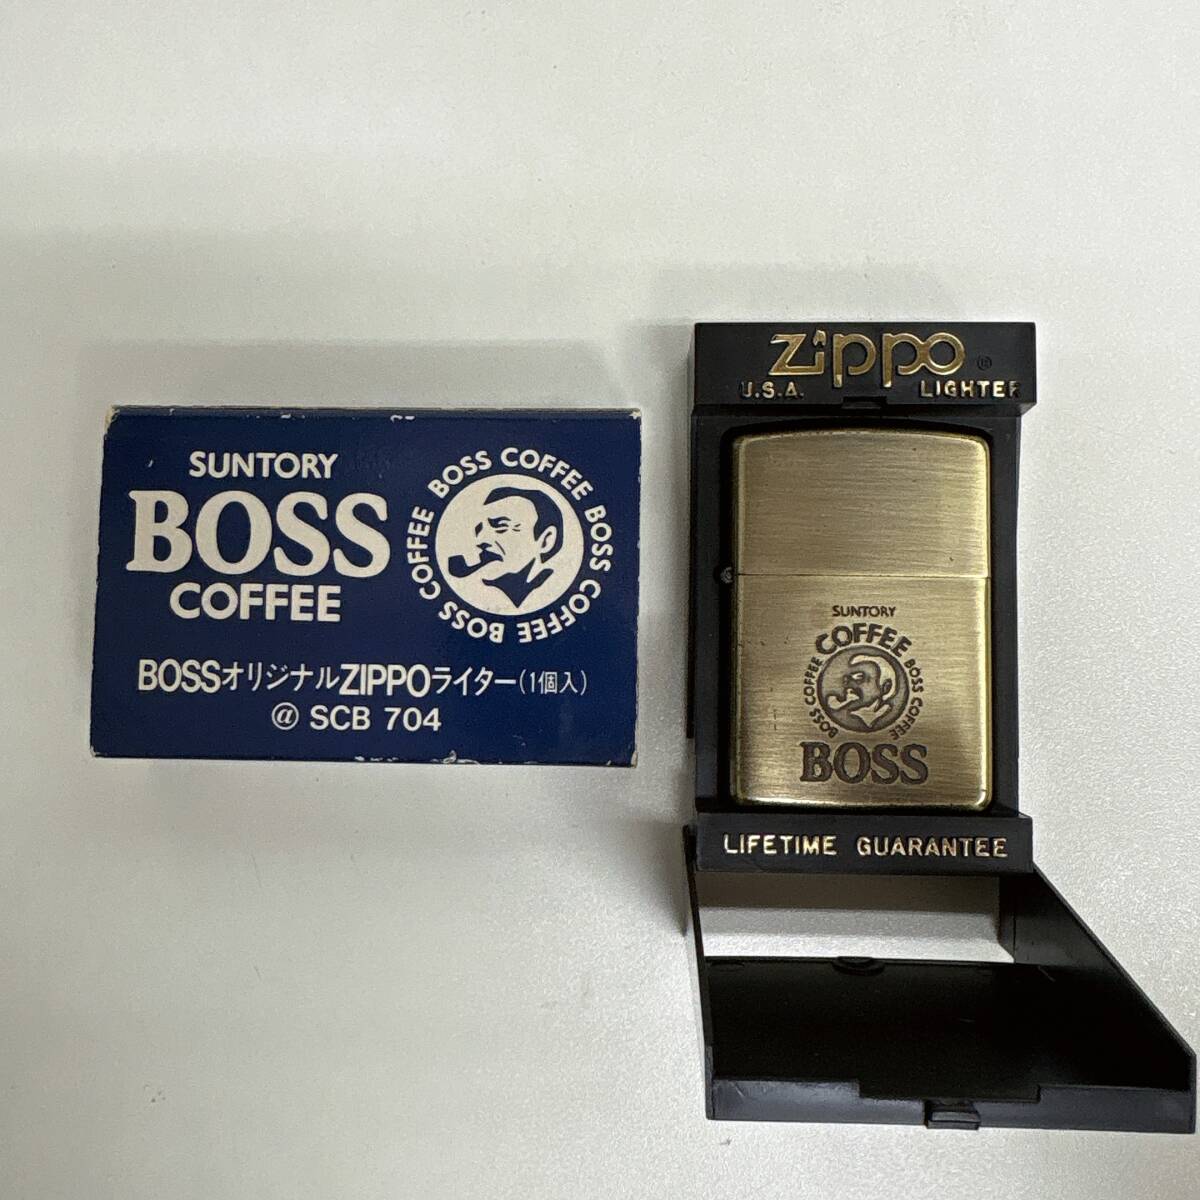 SUNTORY
BOSS
COFFEE
BOSS COFFEE BOSS COFFEE BOSS COFFEE
BOSSオリジナルZIPPOライター(1個入)
@ SCB 704
Zippo ®
U.S.A. LIGHTER
SUNTORY
COFFEE
BOSS COFFEE
BOSS COFFEE
BOSS
LIFETIME GUARANTEE